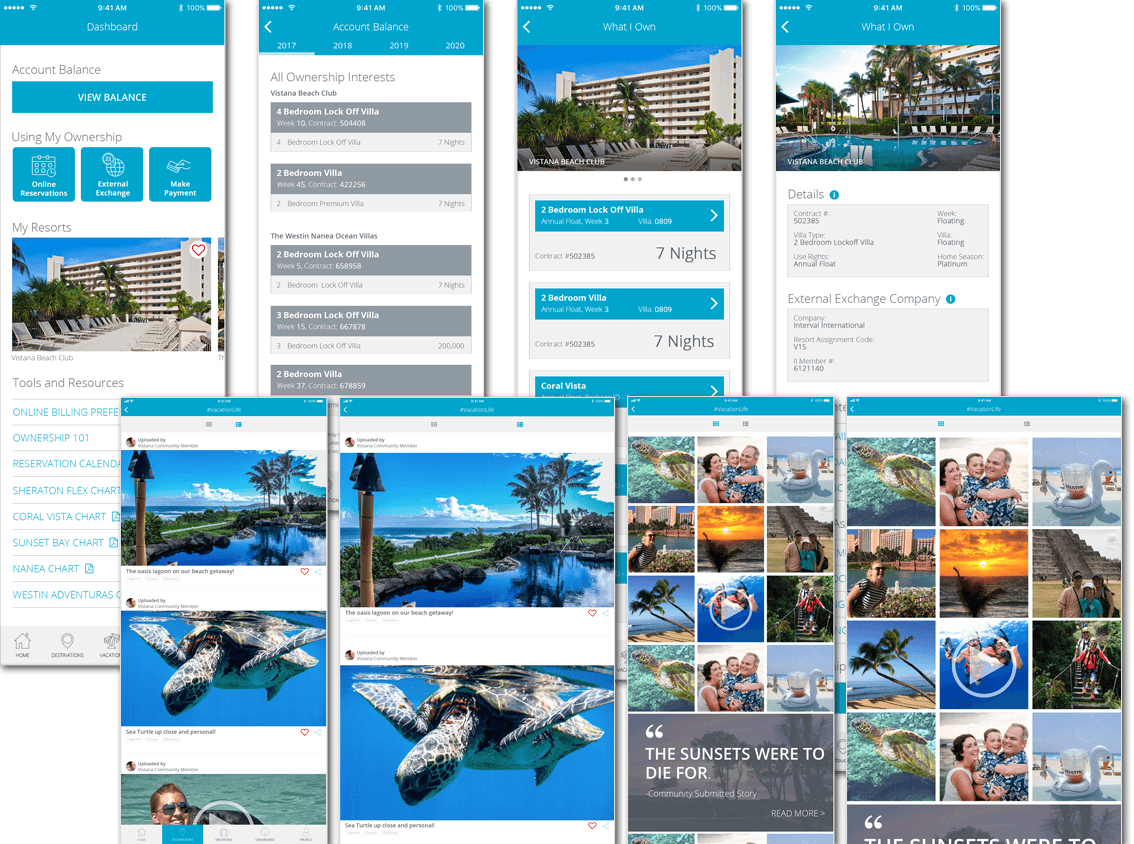 9:41 AM
100%
Dashboard
Account Balance
VIEW BALANCE
Using My Ownership
Online
Reservations
External
Exchange
Make
Payment
My Resorts
Vistana Beach Club
Tools and Resources
ONLINE BILLING PREFE
OWNERSHIP 101
RESERVATION CALENDA
SHERATON FLEX CHART
CORAL VISTA CHART
SUNSET BAY CHART
NANEA CHART
WESTIN ADVENTURAS
HOME
DESTINATIONS
9:41 AM
100%
Account Balance
2017 2018 2019 2020
All Ownership Interests
Vistana Beach Club
4 Bedroom Lock Off Villa
Week 10, Contract: 504408
4 Bedroom Lock Off Villa 7 Nights
2 Bedroom Villa
Week 45, Contract: 422256
2 Bedroom Premium Villa 7 Nights
The Westin Nanea Ocean Villas
2 Bedroom Lock Off Villa
Week 5, Contract: 658958
2 Bedroom Lock Off Villa 7 Nights
3 Bedroom Lock Off Villa
Week 15, Contract: 667878
3 Bedroom Lock Off Villa 200,000
2 Bedroom Villa
Week 37, Contract: 678859
9:41 AM
100%
What I Own
VISTANA BEACH CLUB
2 Bedroom Lock Off Villa
Annual Float, Week 3 Villa: 0809
Contract #502385 7 Nights
2 Bedroom Villa
Annual Float, Week 3 Villa: 0809
Contract #502385 7 Nights
Coral Vista
9:41 AM
100%
What I Own
VISTANA BEACH CLUB
Details
Contract #: Week:
502385 Floating
Villa Type: Villa:
2 Bedroom Lockoff Villa Floating
Use Rights: Home Season:
Annual Float Platinum
External Exchange Company
Company:
Interval International
Resort Assignment Code:
V15
II Member #:
6121140
#VacationLife
Uploaded by
Vistana Community Member
The oasis lagoon on our beach getaway!
Uploaded by
Vistana Community Member
Sea Turtle up close and personal!
Uploaded by
Vistana Community Member
HOME
DESTINATIONS
VACATIONS
DASHBOARD
PROFILE
#VacationLife
Uploaded by
Vistana Community Member
The oasis lagoon on our beach getaway!
Uploaded by
Vistana Community Member
Sea Turtle up close and personal!
#VacationLife
“
THE SUNSETS WERE TO
DIE FOR.
-Community Submitted Story
READ MORE >
#VacationLife
“
THE SUNSETS WERE TO